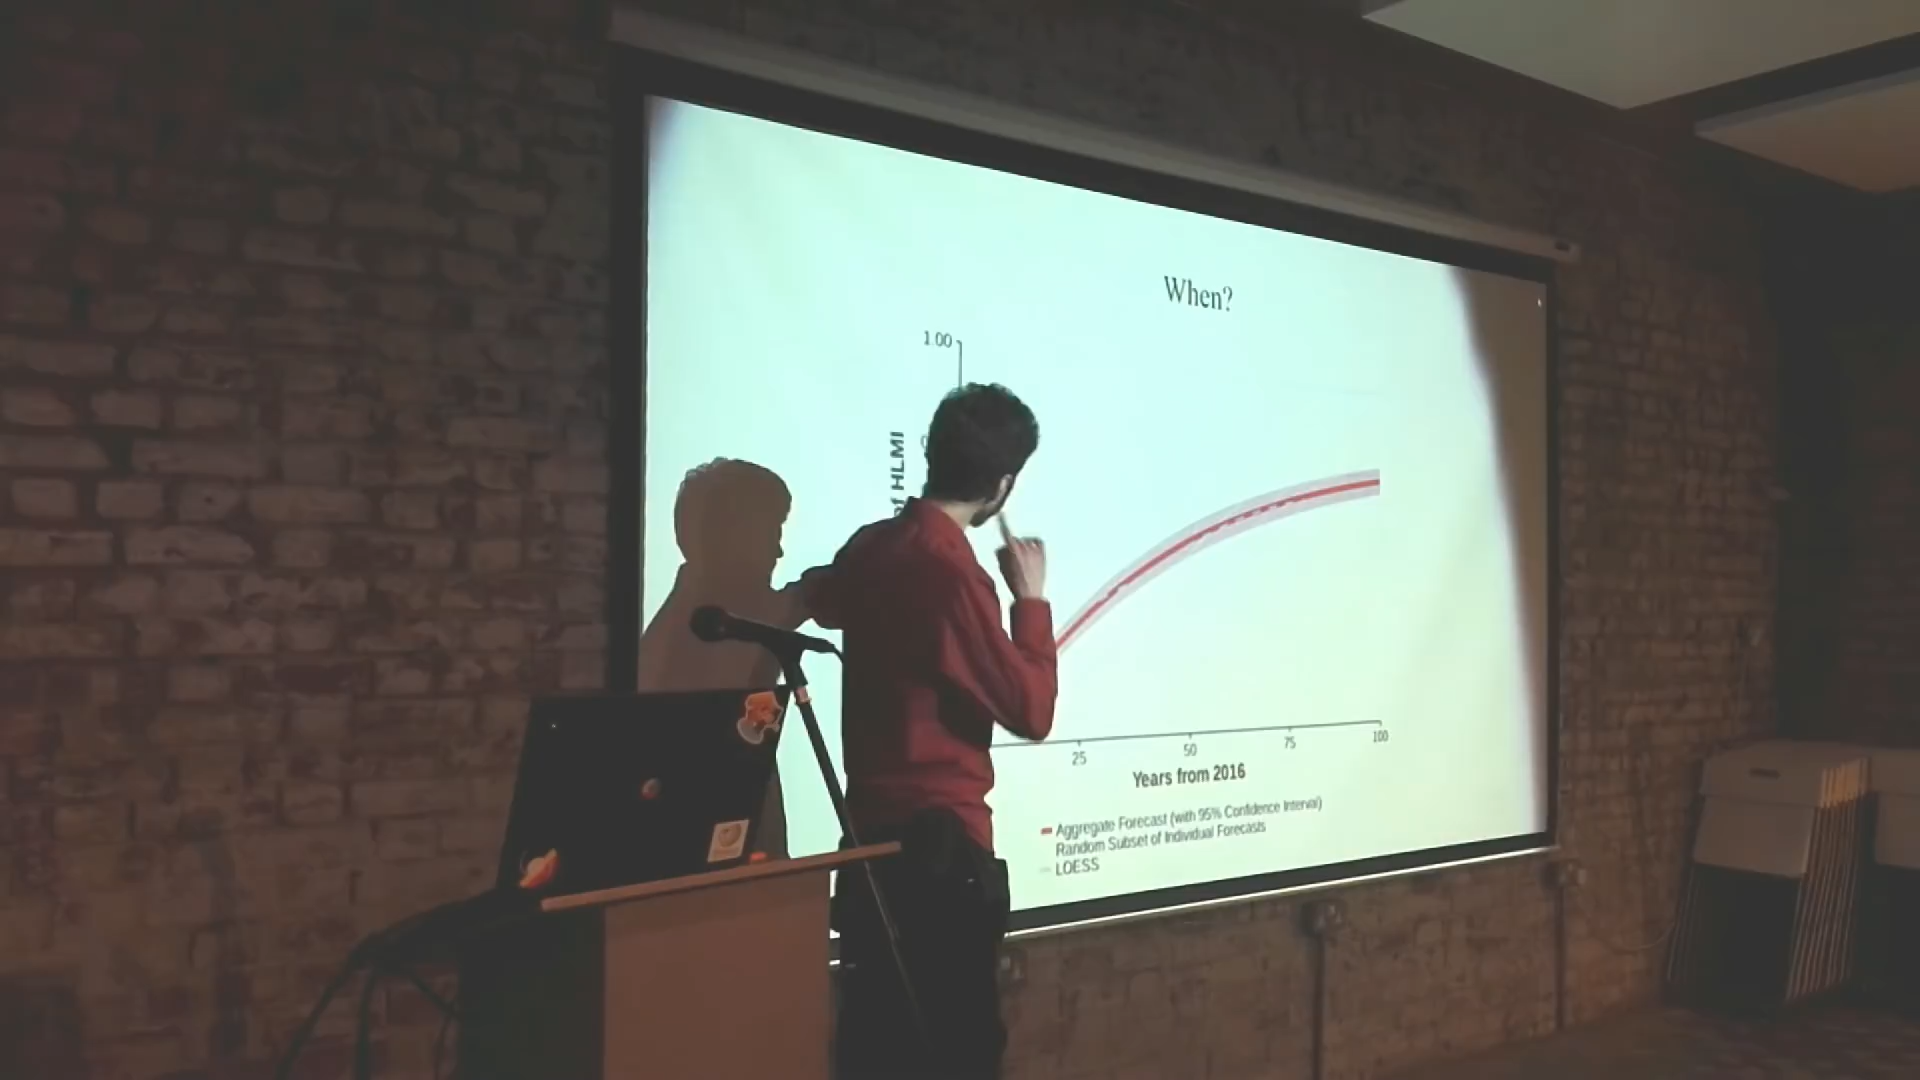 When?
1.00
of HLMI
25
50
75
100
Years from 2016
Aggregate Forecast (with 95% Confidence Interval)
Random Subset of Individual Forecasts
LOESS